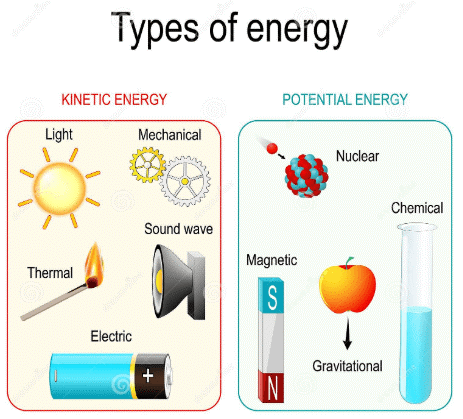 Types of energy
KINETIC ENERGY
Light
Mechanical
Sound wave
Thermal
Electric
+
POTENTIAL ENERGY
Nuclear
Chemical
Magnetic
S
N
Gravitational